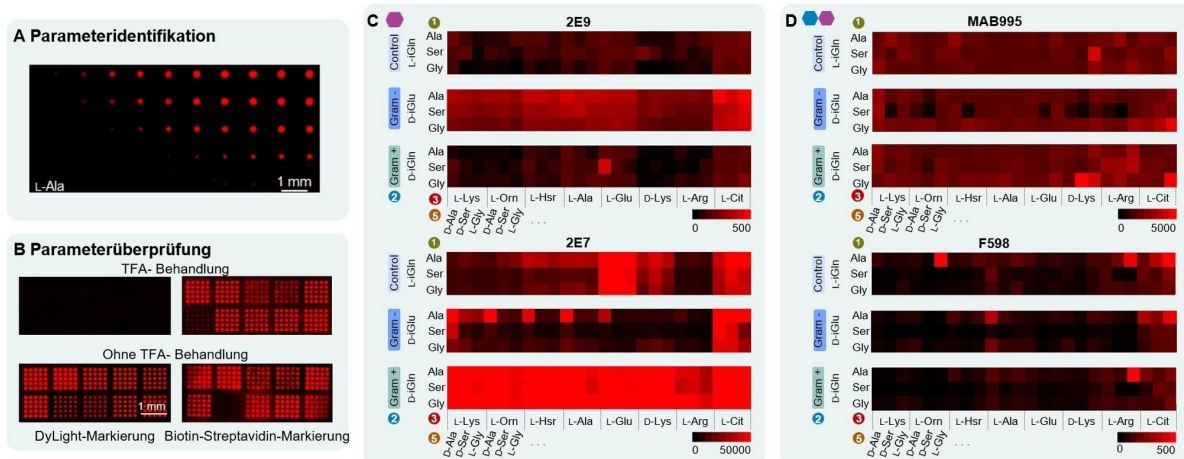 A Parameteridentifikation
L-Ala
1 mm
B Parameterüberprüfung
TFA- Behandlung
Ohne TFA- Behandlung
1 mm
DyLight-Markierung Biotin-Streptavidin-Markierung
C 1 2E9
Control L-iGln Ala Ser Gly
Gram - D-iGlu Ala Ser Gly
Gram + D-iGln Ala Ser Gly
2 3 L-Lys L-Orn L-Hsr L-Ala L-Glu D-Lys L-Arg L-Cit
5 D-Ala D-Ser L-Gly D-Ala D-Ser L-Gly . . .
0 500
1 2E7
Control L-iGln Ala Ser Gly
Gram - D-iGlu Ala Ser Gly
Gram + D-iGln Ala Ser Gly
2 3 L-Lys L-Orn L-Hsr L-Ala L-Glu D-Lys L-Arg L-Cit
5 D-Ala D-Ser L-Gly D-Ala D-Ser L-Gly . . .
0 10000
D 1 MAB995
Control L-iGln Ala Ser Gly
Gram - D-iGlu Ala Ser Gly
Gram + D-iGln Ala Ser Gly
2 3 L-Lys L-Orn L-Hsr L-Ala L-Glu D-Lys L-Arg L-Cit
5 D-Ala D-Ser L-Gly D-Ala D-Ser L-Gly . . .
0 5000
1 F598
Control L-iGln Ala Ser Gly
Gram - D-iGlu Ala Ser Gly
Gram + D-iGln Ala Ser Gly
2 3 L-Lys L-Orn L-Hsr L-Ala L-Glu D-Lys L-Arg L-Cit
5 D-Ala D-Ser L-Gly D-Ala D-Ser L-Gly . . .
0 500